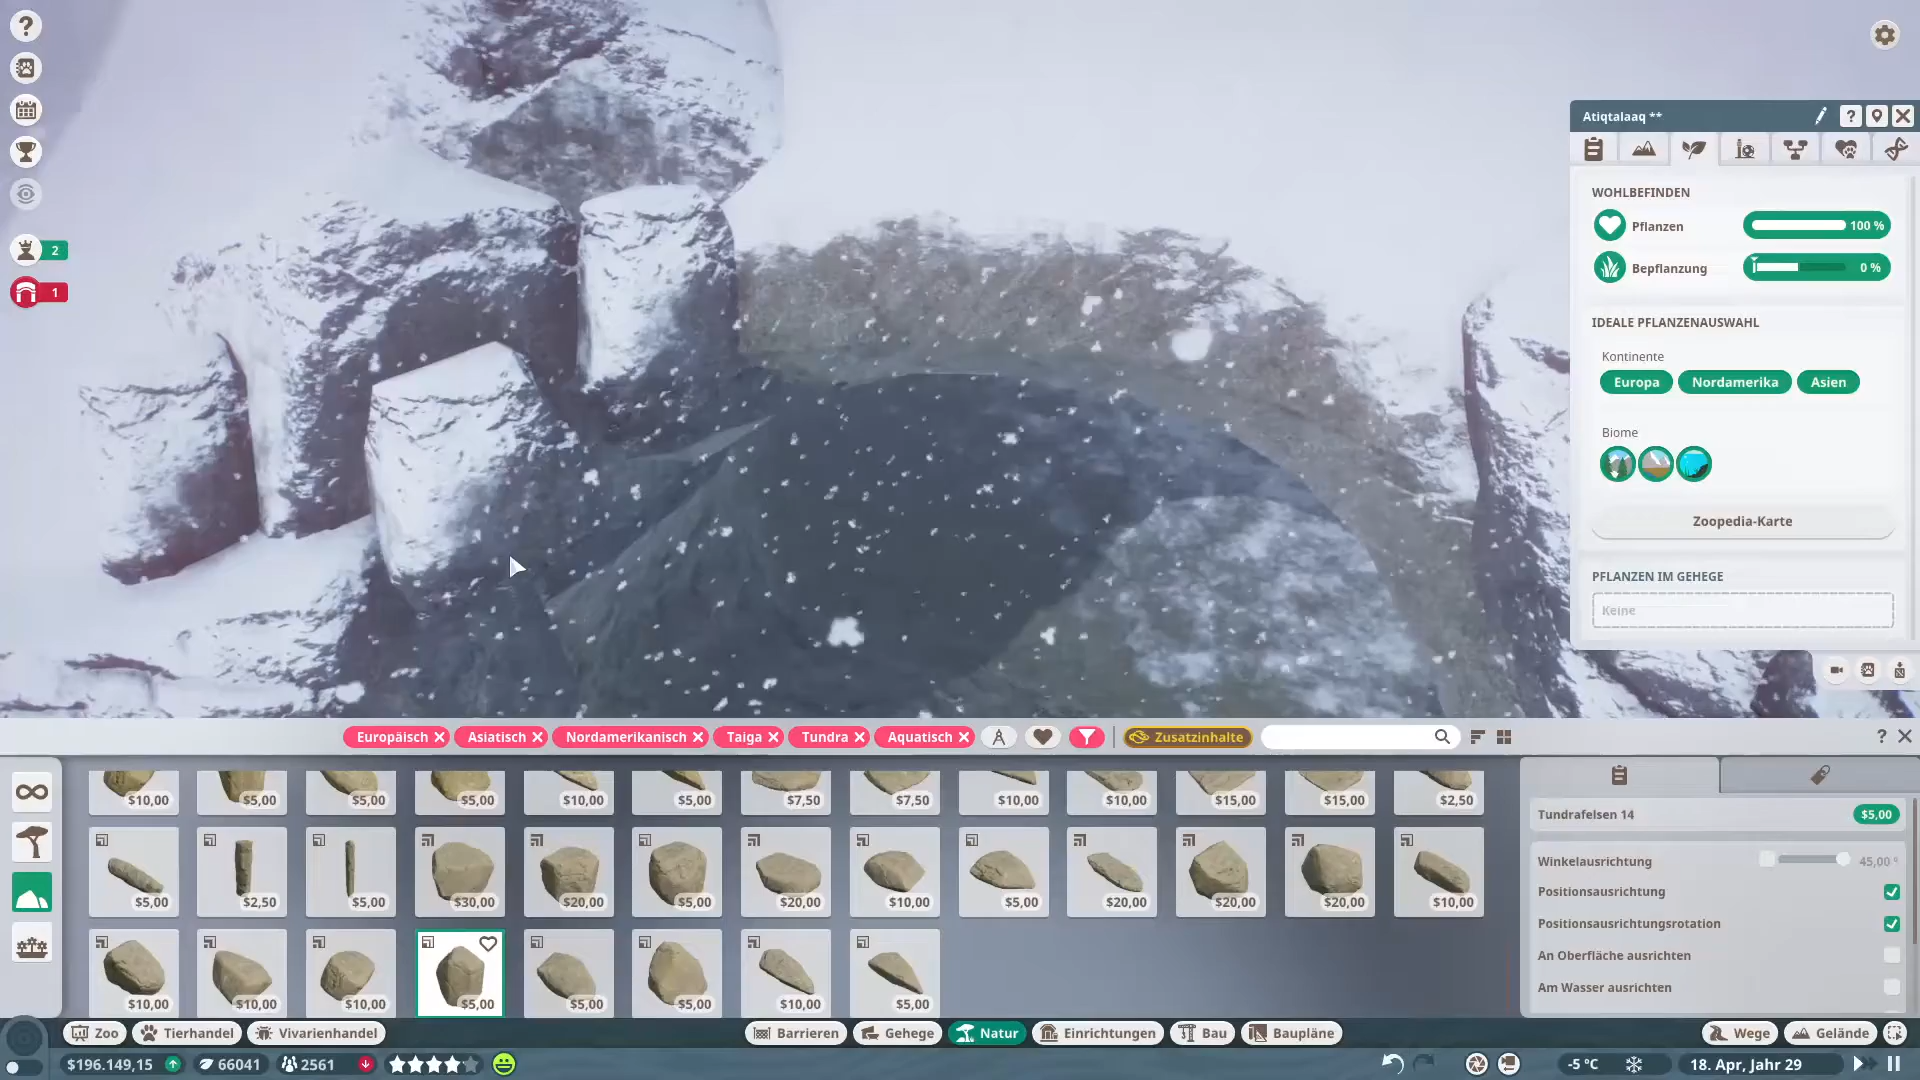 ?
2
1
Atiqtalaaq **
?
WOHLBEFINDEN
Pflanzen 100 %
Bepflanzung 0 %
IDEALE PFLANZENAUSWAHL
Kontinente
Europa Nordamerika Asien
Biome
Zoopedia-Karte
PFLANZEN IM GEHEGE
Keine
Europäisch Asiatisch Nordamerikanisch Taiga Tundra Aquatisch Zusatzinhalte ?
$10,00 $5,00 $5,00 $5,00 $10,00 $5,00 $7,50 $7,50 $10,00 $10,00 $15,00 $15,00 $2,50
$5,00 $2,50 $5,00 $30,00 $20,00 $5,00 $20,00 $10,00 $5,00 $20,00 $20,00 $20,00 $10,00
$10,00 $10,00 $10,00 $5,00 $5,00 $5,00 $10,00 $5,00
Tundrafelsen 14 $5,00
Winkelausrichtung 45,00 °
Positionsausrichtung
Positionsausrichtungsrotation
An Oberfläche ausrichten
Am Wasser ausrichten
Zoo Tierhandel Vivarienhandel Barrieren Gehege Natur Einrichtungen Bau Baupläne Wege Gelände
$196.149,15 66041 2561 -5 °C 18. Apr, Jahr 29